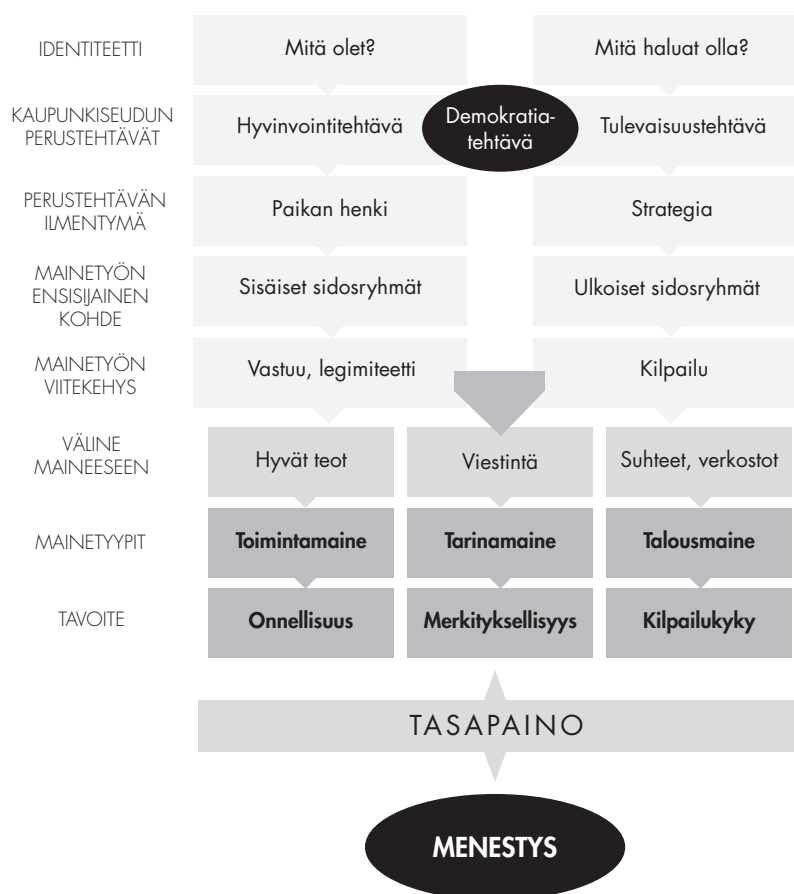 IDENTITEETTI
Mitä olet?
Mitä haluat olla?
KAUPUNKISEUDUN
PERUSTEHTÄVÄT
Hyvinvointitehtävä
Demokratia-
tehtävä
Tulevaisuustehtävä
PERUSTEHTÄVÄN
ILMENTYMÄ
Paikan henki
Strategia
MAINETYÖN
ENSISIJAINEN
KOHDE
Sisäiset sidosryhmät
Ulkoiset sidosryhmät
MAINETYÖN
VIITEKEHYS
Vastuu, legimiteetti
Kilpailu
VÄLINE
MAINEESEEN
Hyvät teot
Viestintä
Suhteet, verkostot
MAINETYYPIT
Toimintamaine
Tarinamaine
Talousmaine
TAVOITE
Onnellisuus
Merkityksellisyys
Kilpailukyky
TASAPAINO
MENESTYS